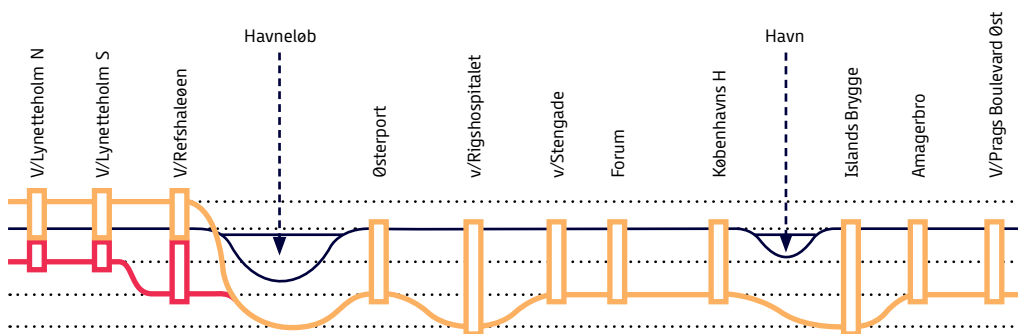 V/Lynetteholm N
V/Lynetteholm S
V/Refshaleøen
Havneløb
Østerport
v/Rigshospitalet
v/Stengade
Forum
Københavns H
Havn
Islands Brygge
Amagerbro
V/Prags Boulevard Øst